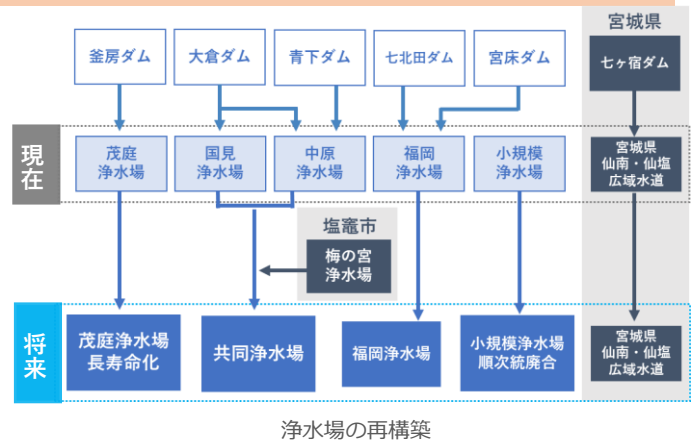 宮城県
釜房ダム
大倉ダム
青下ダム
七北田ダム
宮床ダム
七ヶ宿ダム
現在
茂庭
浄水場
国見
浄水場
中原
浄水場
福岡
浄水場
小規模
浄水場
宮城県
仙南・仙塩
広域水道
塩竈市
梅の宮
浄水場
将来
茂庭浄水場
長寿命化
共同浄水場
福岡浄水場
小規模浄水場
順次統廃合
宮城県
仙南・仙塩
広域水道
浄水場の再構築